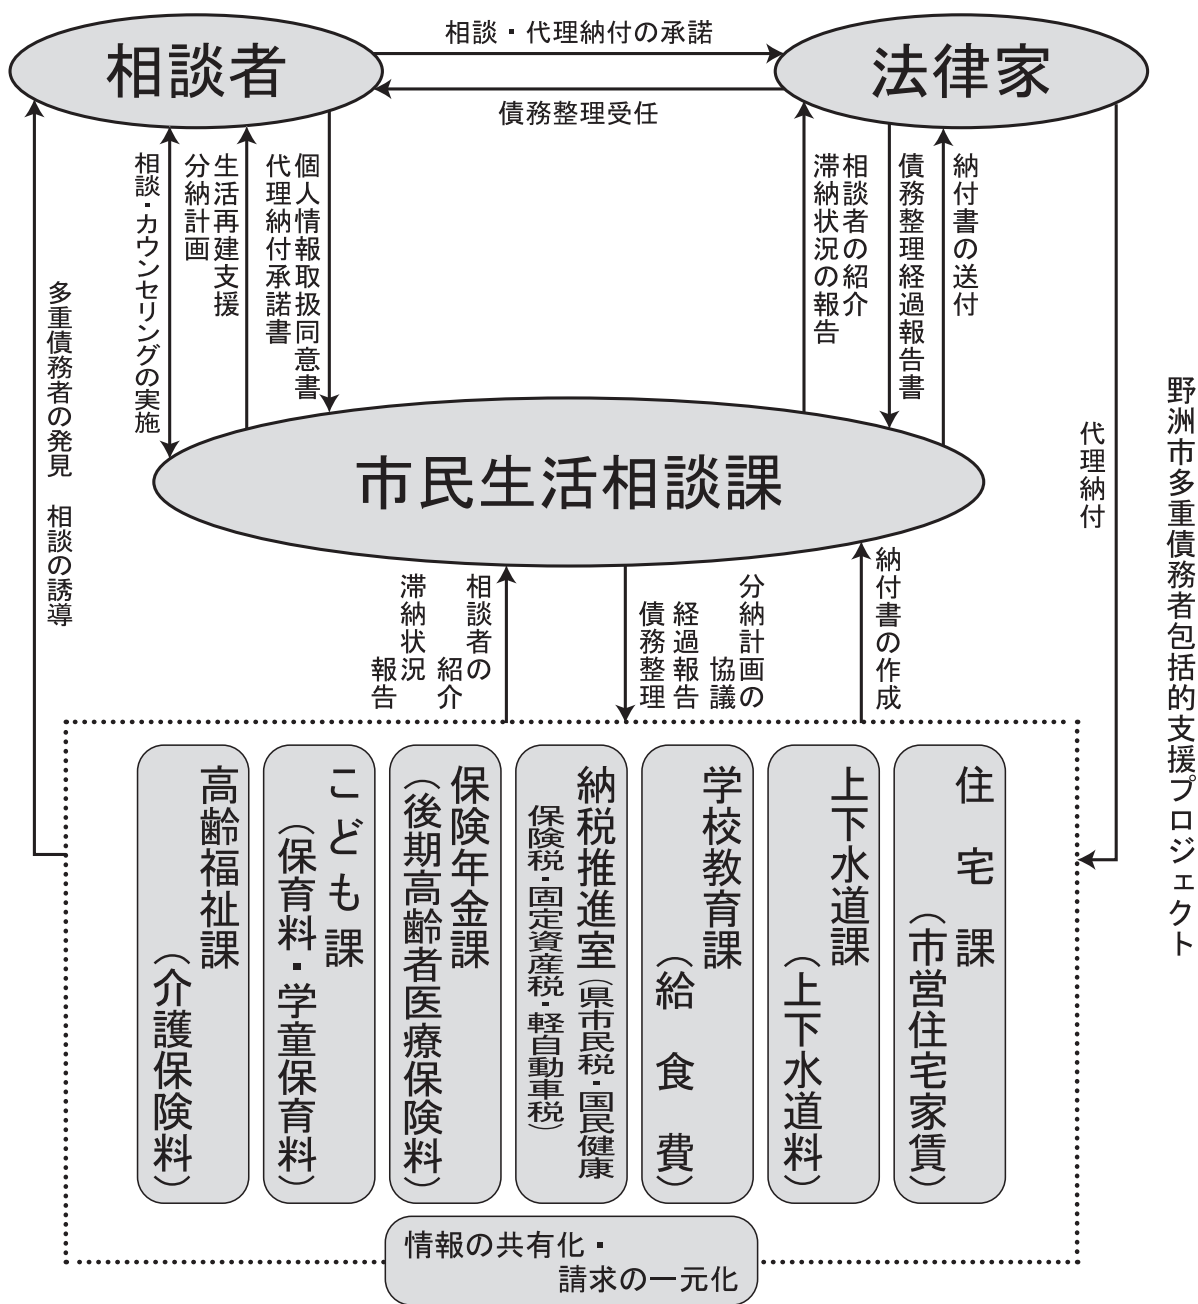 相談者
法律家
相談・代理納付の承諾
債務整理受任
野洲市多重債務者包括的支援プロジェクト
多重債務者の発見　相談の誘導
相談・カウンセリングの実施
生活再建支援
分納計画
個人情報取扱同意書
代理納付承諾書
相談者の紹介
滞納状況の報告
債務整理経過報告書
納付書の送付
代理納付
市民生活相談課
相談者の
紹介
滞納状況
報告
分納計画の
協議
経過報告
債務整理
納付書の作成
住宅課
（市営住宅家賃）
上下水道課
（上下水道料）
学校教育課
（給食費）
納税推進室（県市民税・国民健康
保険税・固定資産税・軽自動車税）
保険年金課
（後期高齢者医療保険料）
こども課
（保育料・学童保育料）
高齢福祉課
（介護保険料）
情報の共有化・
請求の一元化